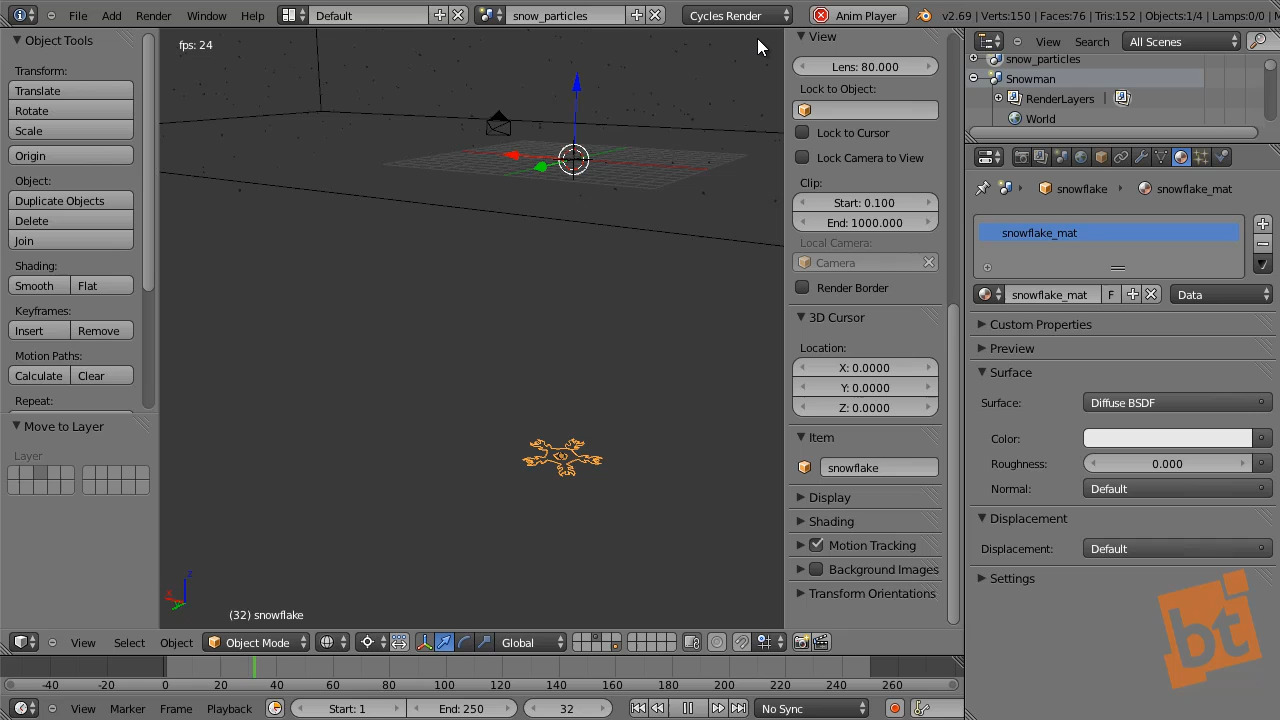 File Add Render Window Help Default snow_particles Cycles Render Anim Player v2.69 | Verts:150 | Faces:76 | Tris:152 | Objects:1/4 | Lamps:0/0 |
Object Tools
Transform:
Translate
Rotate
Scale
Origin
Object:
Duplicate Objects
Delete
Join
Shading:
Smooth Flat
Keyframes:
Insert Remove
Motion Paths:
Calculate Clear
Repeat:
Move to Layer
Layer
fps: 24
(32) snowflake
z
x
View
Lens: 80.000
Lock to Object:
Lock to Cursor
Lock Camera to View
Clip:
Start: 0.100
End: 1000.000
Local Camera:
Camera
Render Border
3D Cursor
Location:
X: 0.0000
Y: 0.0000
Z: 0.0000
Item
snowflake
Display
Shading
Motion Tracking
Background Images
Transform Orientations
View Search All Scenes
snow_particles
Snowman
RenderLayers |
World
snowflake snowflake_mat
snowflake_mat
snowflake_mat F Data
Custom Properties
Preview
Surface
Surface: Diffuse BSDF
Color:
Roughness: 0.000
Normal: Default
Displacement
Displacement: Default
Settings
bt
View Select Object Object Mode Global
-40 -20 0 20 40 60 80 100 120 140 160 180 200 220 240 260
View Marker Frame Playback Start: 1 End: 250 32 No Sync